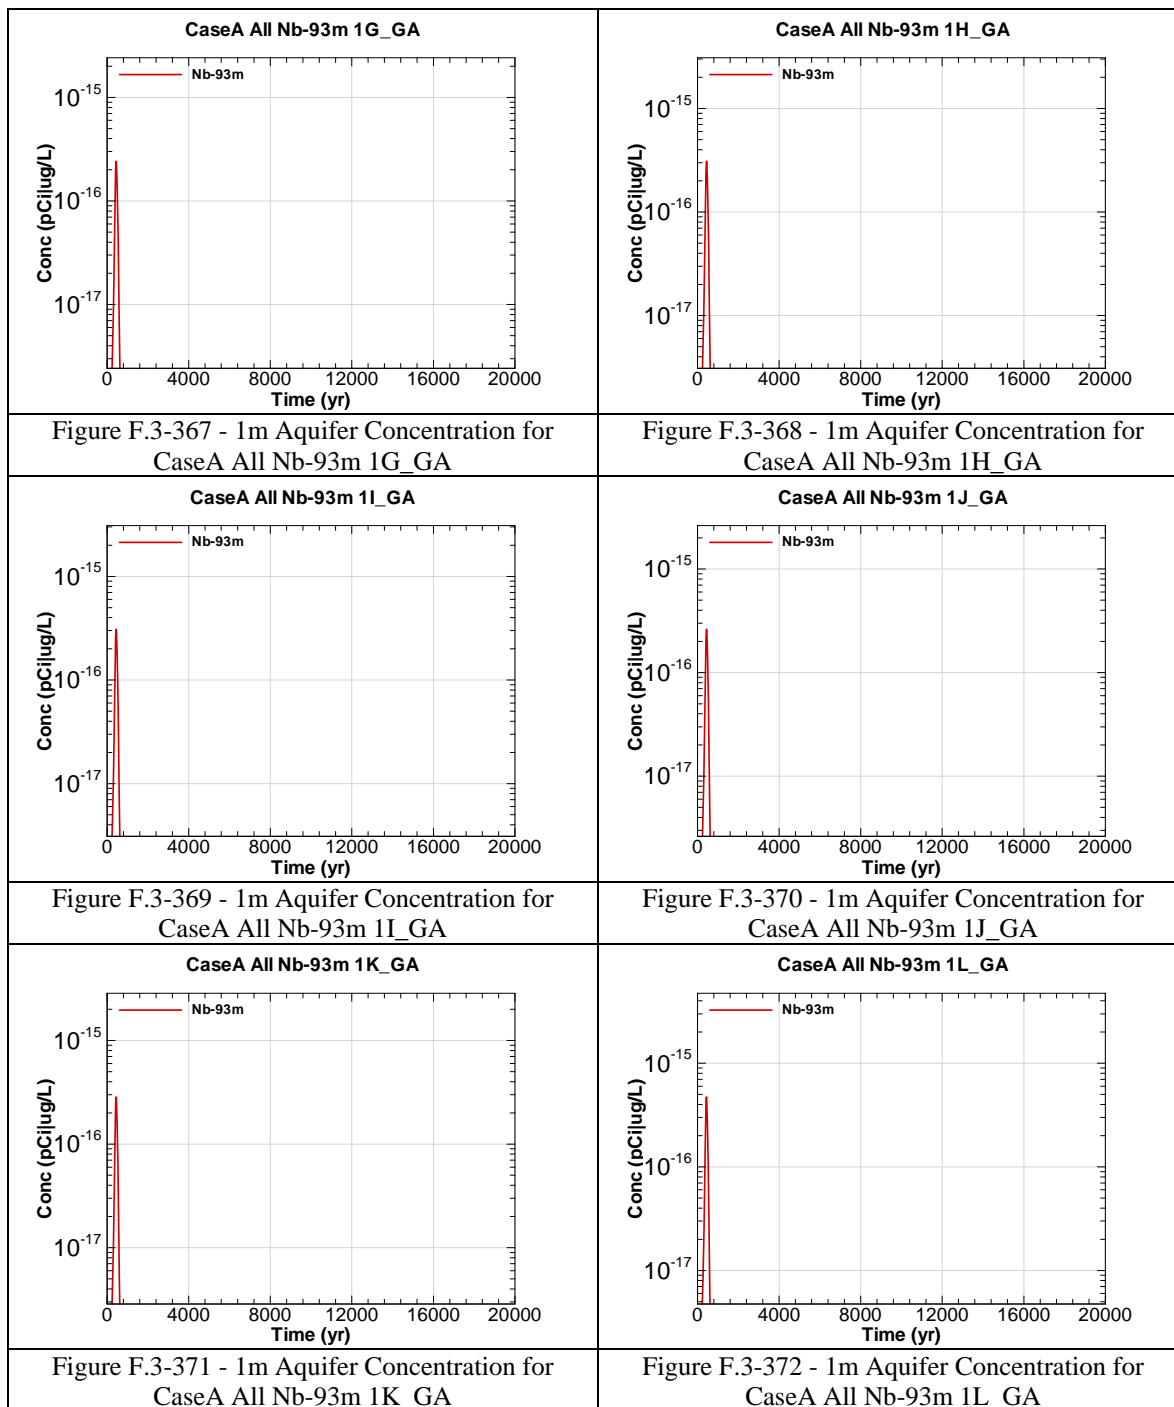 CaseA All Nb-93m 1G_GA
Nb-93m
Conc (pCi|ug/L)
10^-15
10^-16
10^-17
0 4000 8000 12000 16000 20000
Time (yr)
Figure F.3-367 - 1m Aquifer Concentration for
CaseA All Nb-93m 1G_GA
CaseA All Nb-93m 1H_GA
Nb-93m
Conc (pCi|ug/L)
10^-15
10^-16
10^-17
0 4000 8000 12000 16000 20000
Time (yr)
Figure F.3-368 - 1m Aquifer Concentration for
CaseA All Nb-93m 1H_GA
CaseA All Nb-93m 1I_GA
Nb-93m
Conc (pCi|ug/L)
10^-15
10^-16
10^-17
0 4000 8000 12000 16000 20000
Time (yr)
Figure F.3-369 - 1m Aquifer Concentration for
CaseA All Nb-93m 1I_GA
CaseA All Nb-93m 1J_GA
Nb-93m
Conc (pCi|ug/L)
10^-15
10^-16
10^-17
0 4000 8000 12000 16000 20000
Time (yr)
Figure F.3-370 - 1m Aquifer Concentration for
CaseA All Nb-93m 1J_GA
CaseA All Nb-93m 1K_GA
Nb-93m
Conc (pCi|ug/L)
10^-15
10^-16
10^-17
0 4000 8000 12000 16000 20000
Time (yr)
Figure F.3-371 - 1m Aquifer Concentration for
CaseA All Nb-93m 1K_GA
CaseA All Nb-93m 1L_GA
Nb-93m
Conc (pCi|ug/L)
10^-15
10^-16
10^-17
0 4000 8000 12000 16000 20000
Time (yr)
Figure F.3-372 - 1m Aquifer Concentration for
CaseA All Nb-93m 1L_GA